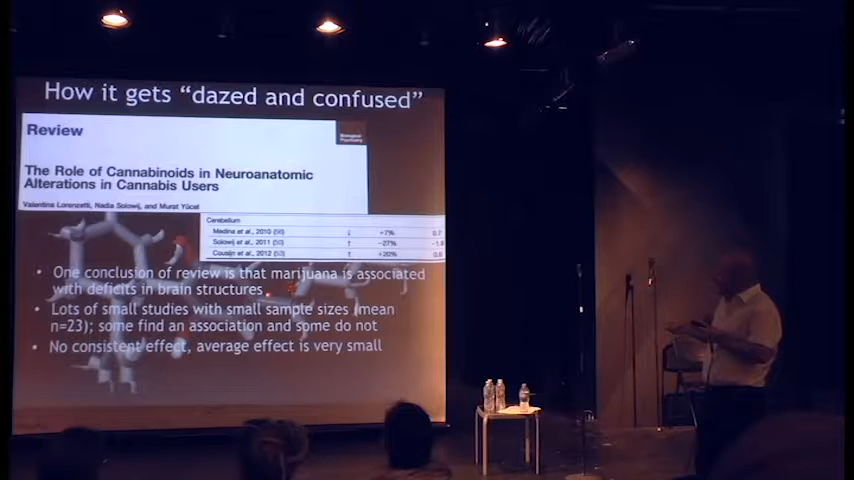 How it gets “dazed and confused”
Review
Biological Psychiatry
The Role of Cannabinoids in Neuroanatomic
Alterations in Cannabis Users
Valentina Lorenzetti, Nadia Solowij, and Murat Yücel
Cerebellum
Medina et al., 2010 ↓ +7% 0.7
Solowij et al., 2011 ↑ −27%
Cousijn et al., 2012 ↑ +20%
• One conclusion of review is that marijuana is associated
with deficits in brain structures
• Lots of small studies with small sample sizes (mean
n=23); some find an association and some do not
• No consistent effect, average effect is very small